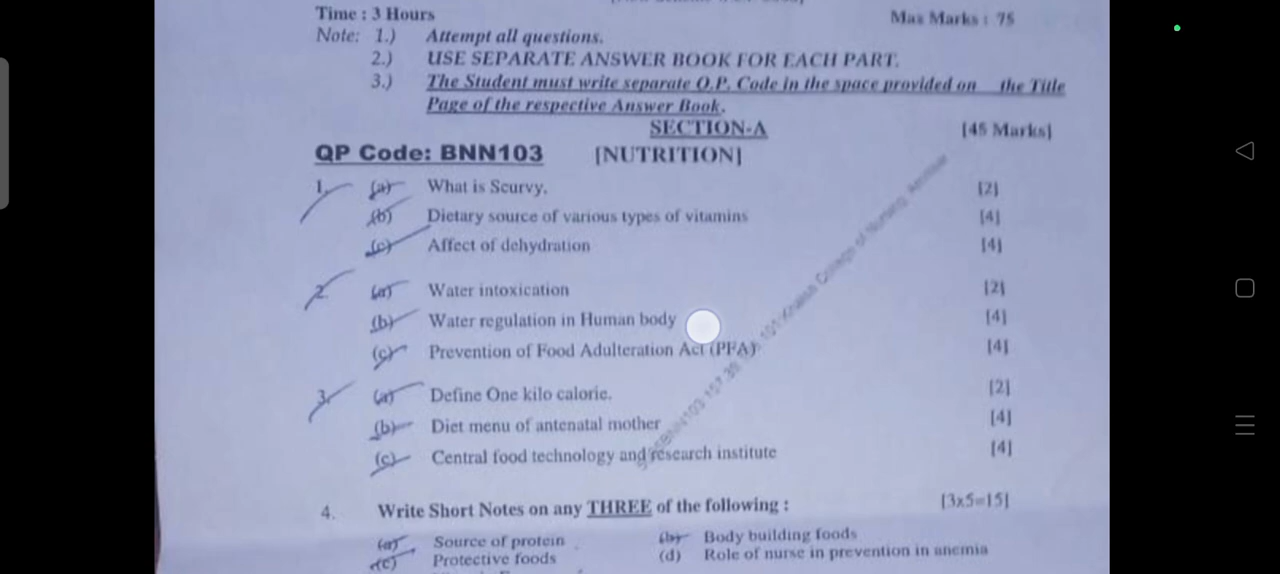 Time : 3 Hours Max Marks : 75
Note: 1.) Attempt all questions.
2.) USE SEPARATE ANSWER BOOK FOR EACH PART.
3.) The Student must write separate Q.P. Code in the space provided on the Title
Page of the respective Answer Book.
SECTION-A [45 Marks]
QP Code: BNN103 [NUTRITION]
1. (a) What is Scurvy. [2]
(b) Dietary source of various types of vitamins [4]
(c) Affect of dehydration [4]
2. (a) Water intoxication [2]
(b) Water regulation in Human body [4]
(c) Prevention of Food Adulteration Act (PFA) [4]
3. (a) Define One kilo calorie. [2]
(b) Diet menu of antenatal mother [4]
(c) Central food technology and research institute [4]
4. Write Short Notes on any THREE of the following : [3x5=15]
(a) Source of protein (b) Body building foods
(c) Protective foods (d) Role of nurse in prevention in anemia
College of Nursing,